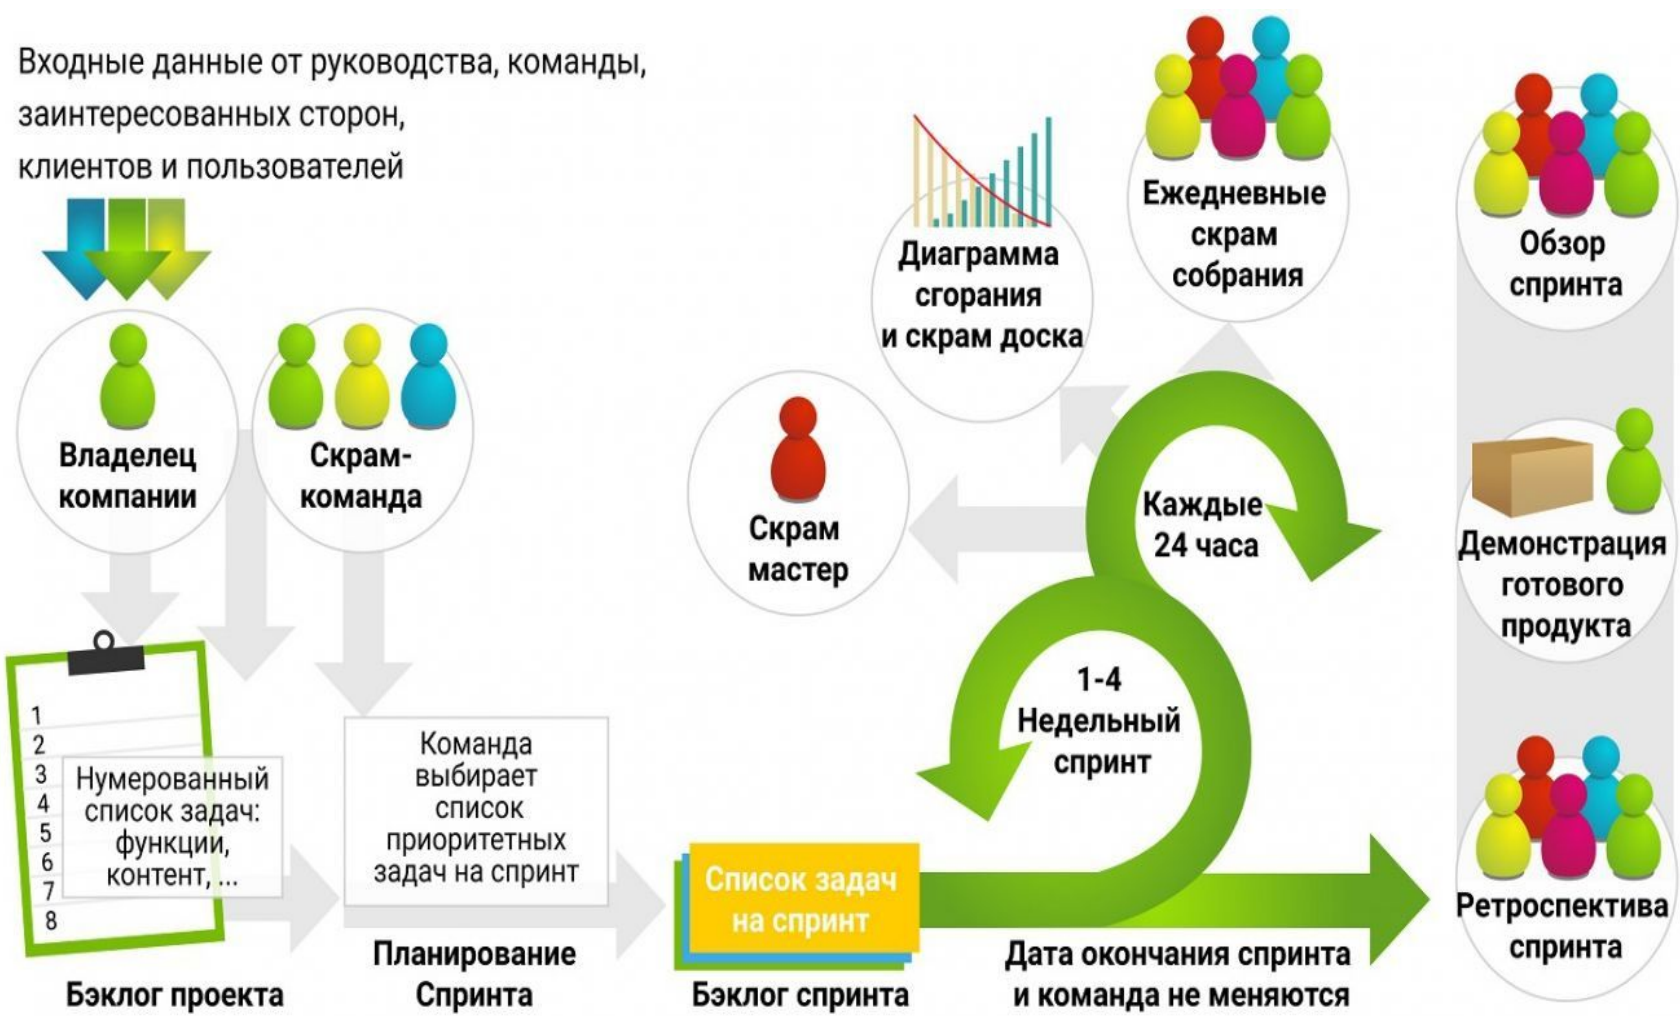 Входные данные от руководства, команды,
заинтересованных сторон,
клиентов и пользователей
Владелец
компании
Скрам-
команда
1
2
3
4
5
6
7
8
Нумерованный
список задач:
функции,
контент, ...
Бэклог проекта
Команда
выбирает
список
приоритетных
задач на спринт
Планирование
Спринта
Список задач
на спринт
Бэклог спринта
Скрам
мастер
Диаграмма
сгорания
и скрам доска
Ежедневные
скрам
собрания
Каждые
24 часа
1-4
Недельный
спринт
Дата окончания спринта
и команда не меняются
Обзор
спринта
Демонстрация
готового
продукта
Ретроспектива
спринта